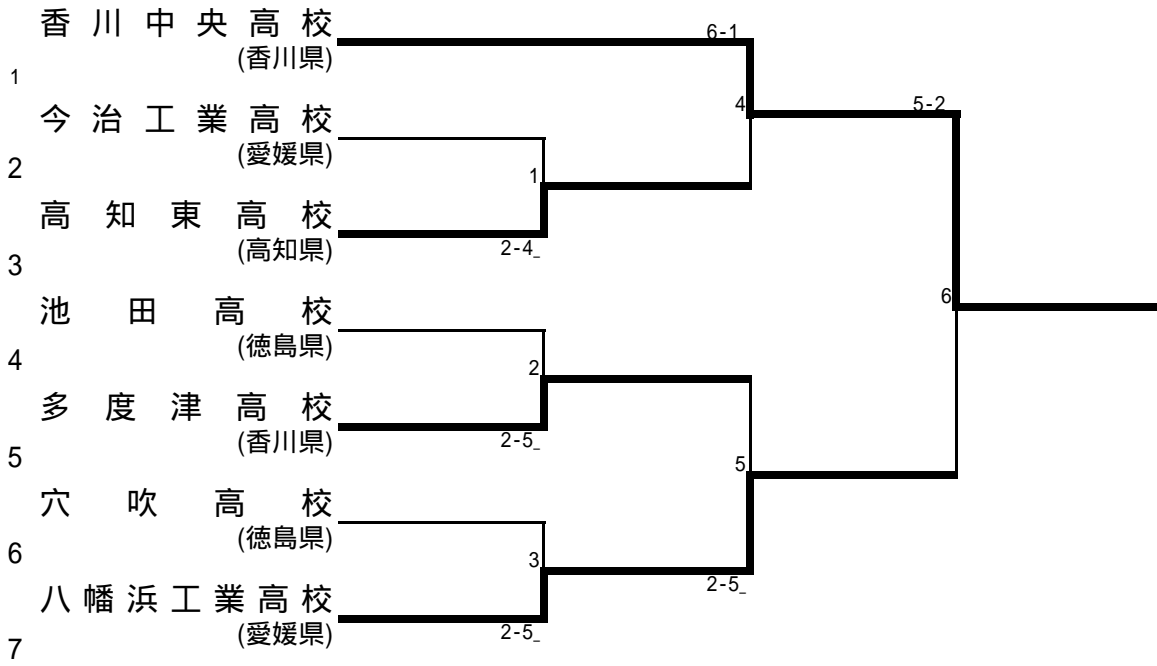 香川中央高校
6-1
(香川県)
1
4
5-2
今治工業高校
(愛媛県)
2
1
高知東高校
(高知県)
2-4_
3
6
池田高校
(徳島県)
4
2
多度津高校
(香川県)
2-5_
5
5
穴吹高校
(徳島県)
6
3
2-5_
八幡浜工業高校
(愛媛県)
2-5_
7